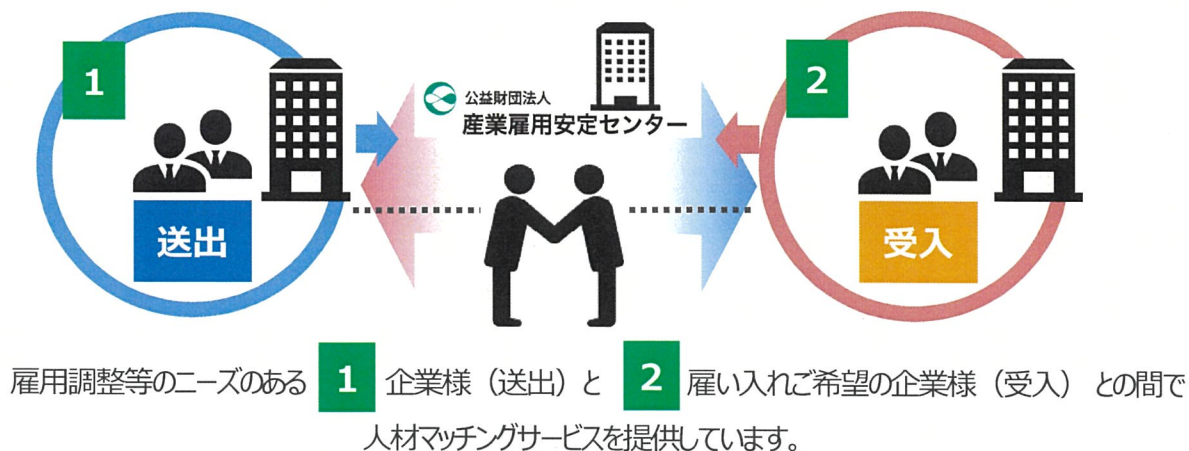 1
2
公益財団法人
産業雇用安定センター
送出
受入
雇用調整等のニーズのある 1 企業様（送出）と 2 雇い入れご希望の企業様（受入） との間で
人材マッチングサービスを提供しています。